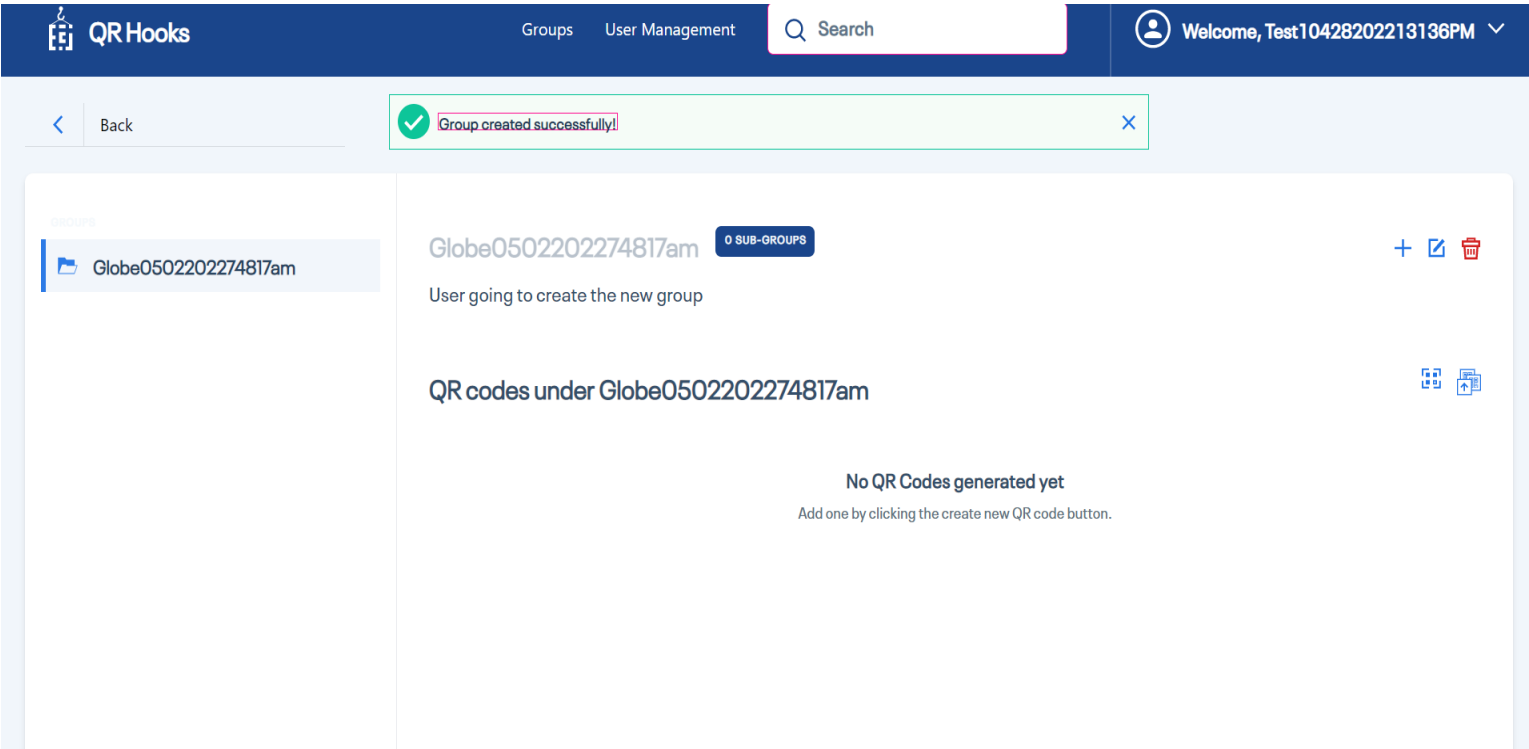 QR Hooks
Groups
User Management
Search
Welcome, Test10428202213136PM
Back
Group created successfully!
GROUPS
Globe0502202274817am
Globe0502202274817am
0 SUB-GROUPS
User going to create the new group
QR codes under Globe0502202274817am
No QR Codes generated yet
Add one by clicking the create new QR code button.